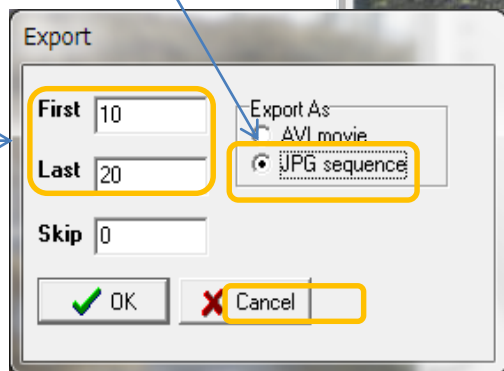 Export
First 10
Export As
AVI movie
Last 20
JPG sequence
Skip 0
OK
Cancel